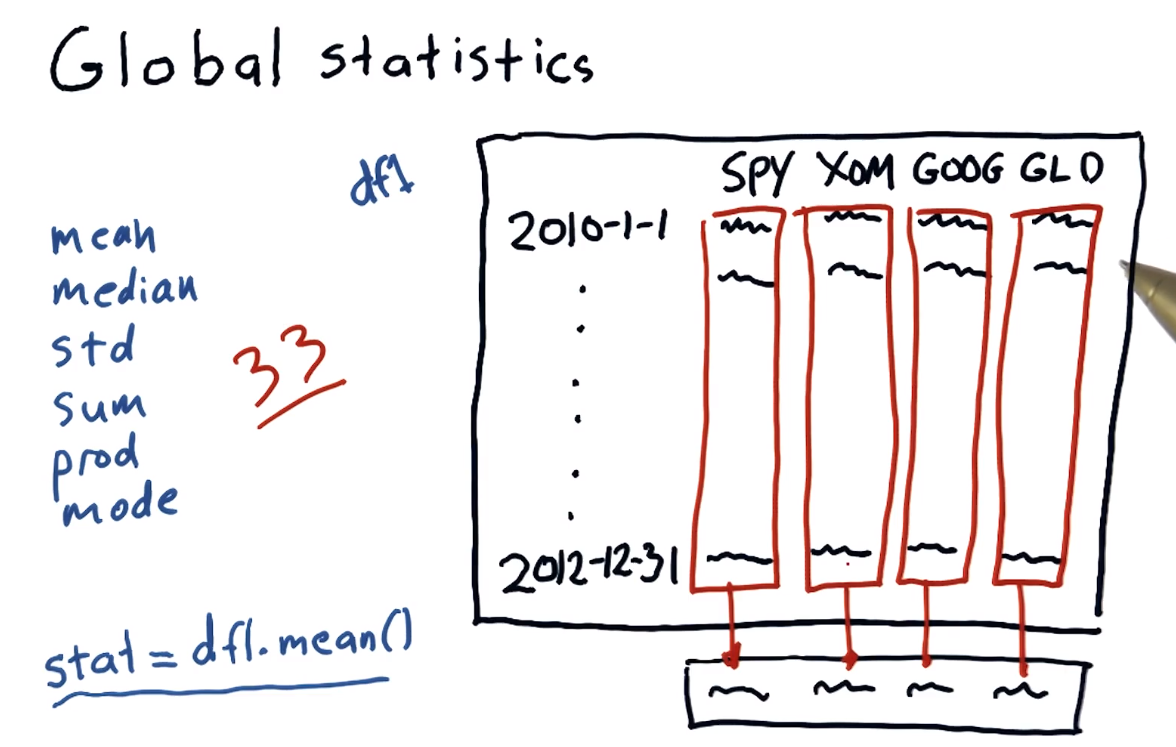 Global statistics
df1
mean
median
std
sum
prod
mode
33
stat = df1.mean()
SPY XOM GOOG GLD
2010-1-1
2012-12-31